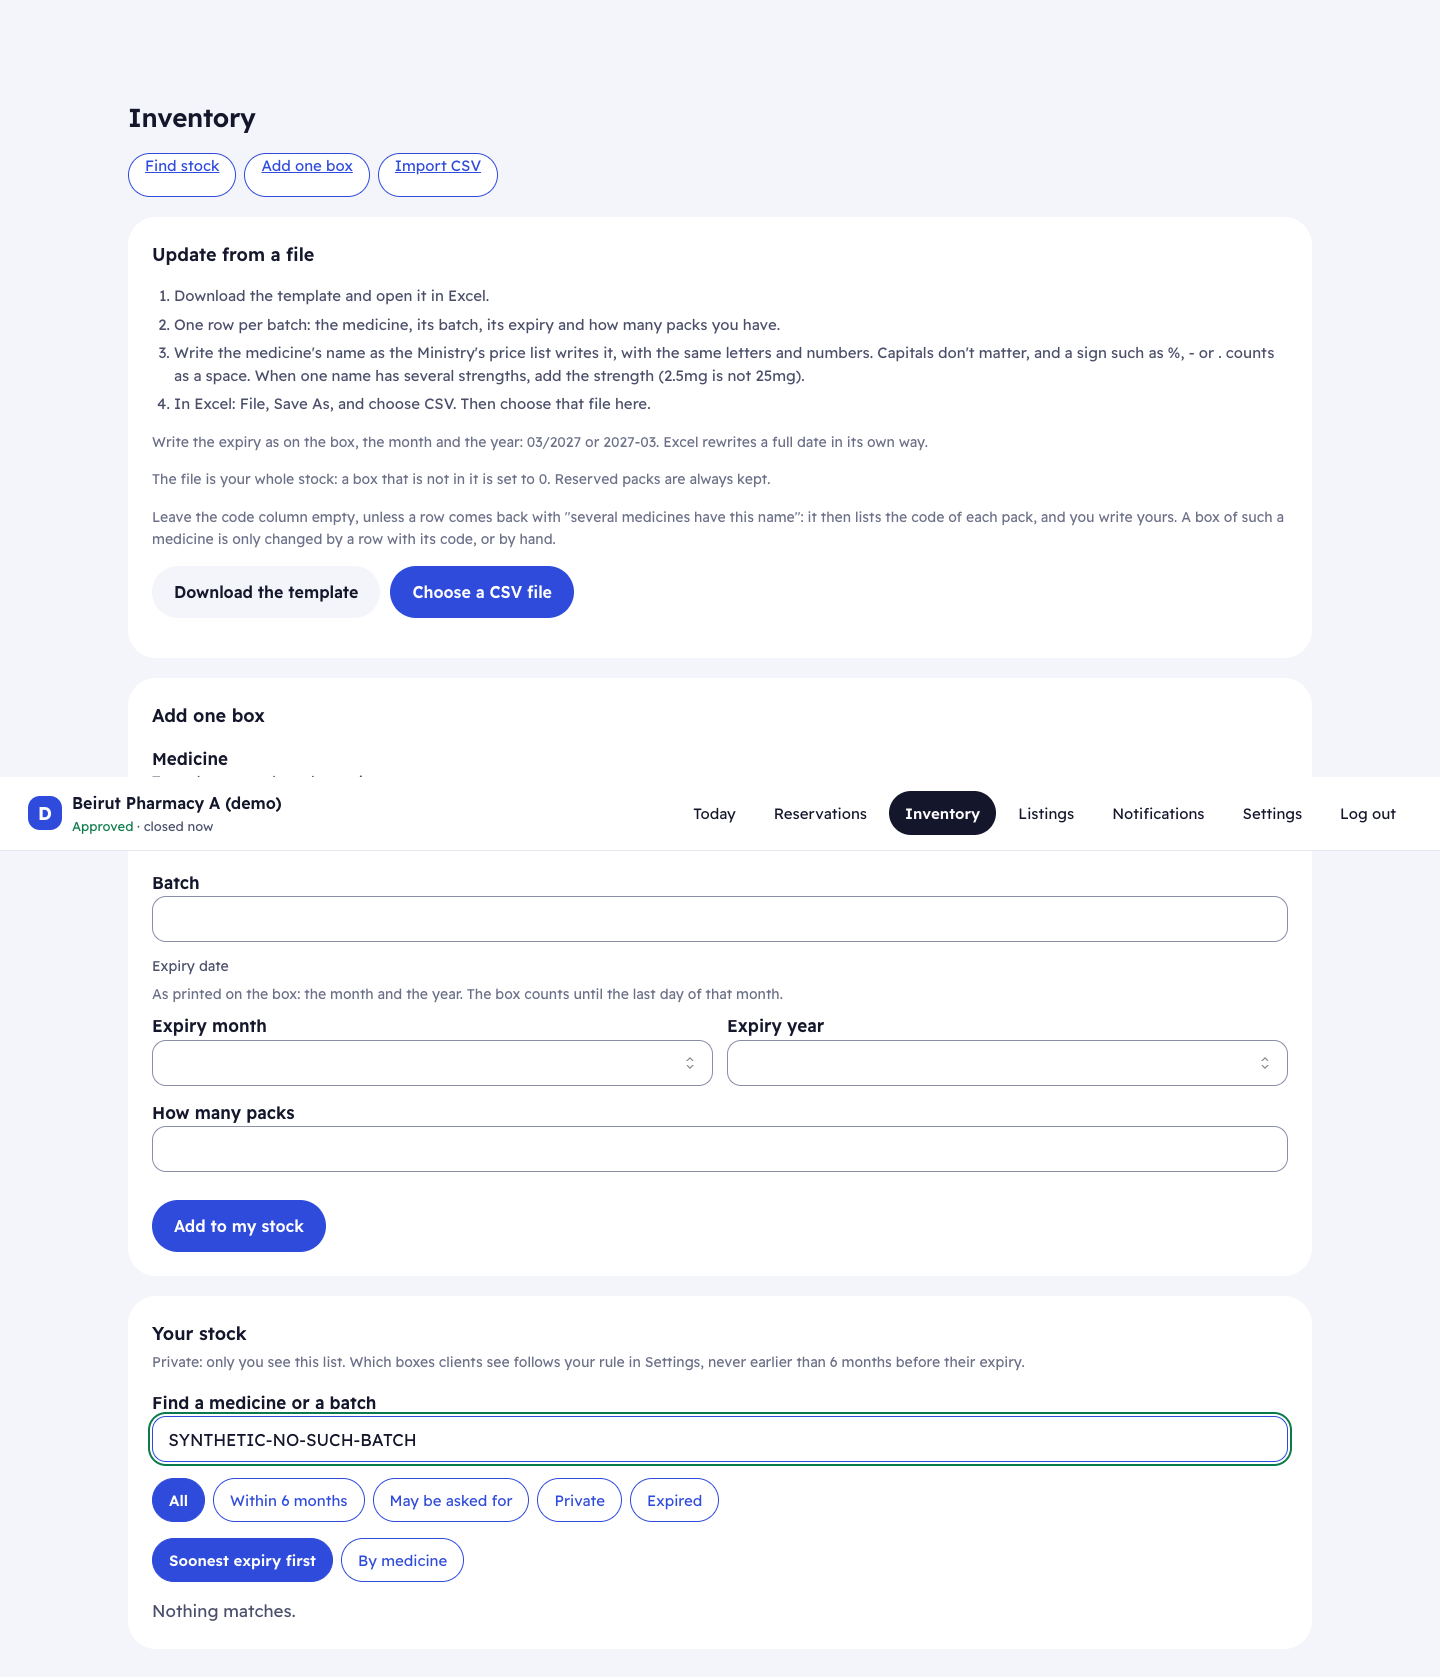 Inventory
Find stock
Add one box
Import CSV
Update from a file
1. Download the template and open it in Excel.
2. One row per batch: the medicine, its batch, its expiry and how many packs you have.
3. Write the medicine's name as the Ministry's price list writes it, with the same letters and numbers. Capitals don't matter, and a sign such as %, - or . counts
as a space. When one name has several strengths, add the strength (2.5mg is not 25mg).
4. In Excel: File, Save As, and choose CSV. Then choose that file here.
Write the expiry as on the box, the month and the year: 03/2027 or 2027-03. Excel rewrites a full date in its own way.
The file is your whole stock: a box that is not in it is set to 0. Reserved packs are always kept.
Leave the code column empty, unless a row comes back with "several medicines have this name": it then lists the code of each pack, and you write yours. A box of such a
medicine is only changed by a row with its code, or by hand.
Download the template
Choose a CSV file
Add one box
Medicine
D
Beirut Pharmacy A (demo)
Approved · closed now
Today
Reservations
Inventory
Listings
Notifications
Settings
Log out
Batch
Expiry date
As printed on the box: the month and the year. The box counts until the last day of that month.
Expiry month
Expiry year
How many packs
Add to my stock
Your stock
Private: only you see this list. Which boxes clients see follows your rule in Settings, never earlier than 6 months before their expiry.
Find a medicine or a batch
SYNTHETIC-NO-SUCH-BATCH
All
Within 6 months
May be asked for
Private
Expired
Soonest expiry first
By medicine
Nothing matches.